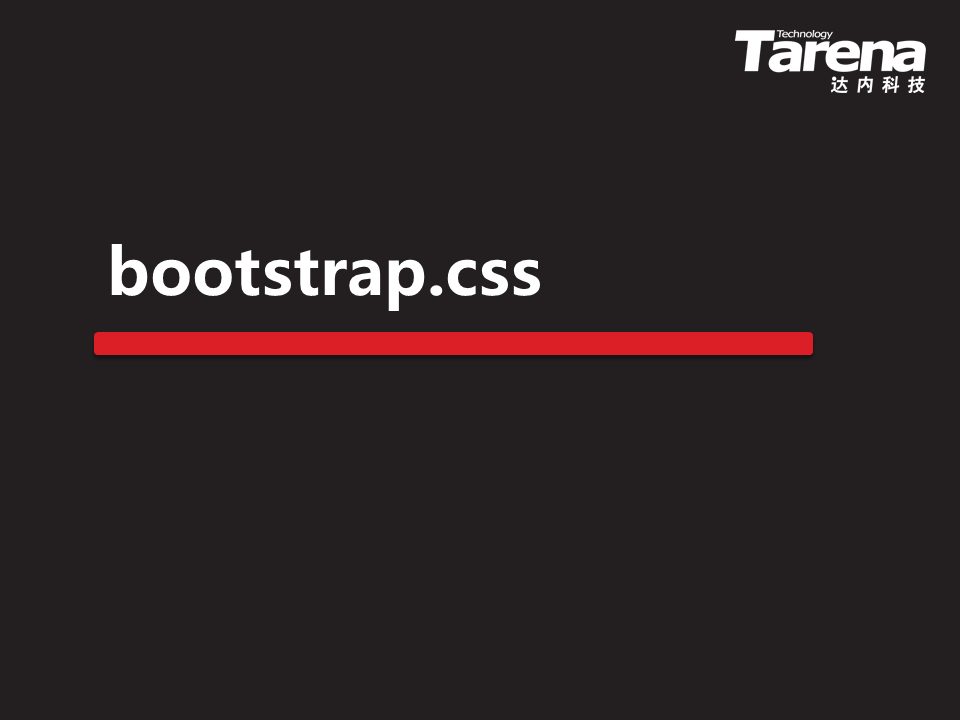 Technology
Tarena
达内科技
bootstrap.css